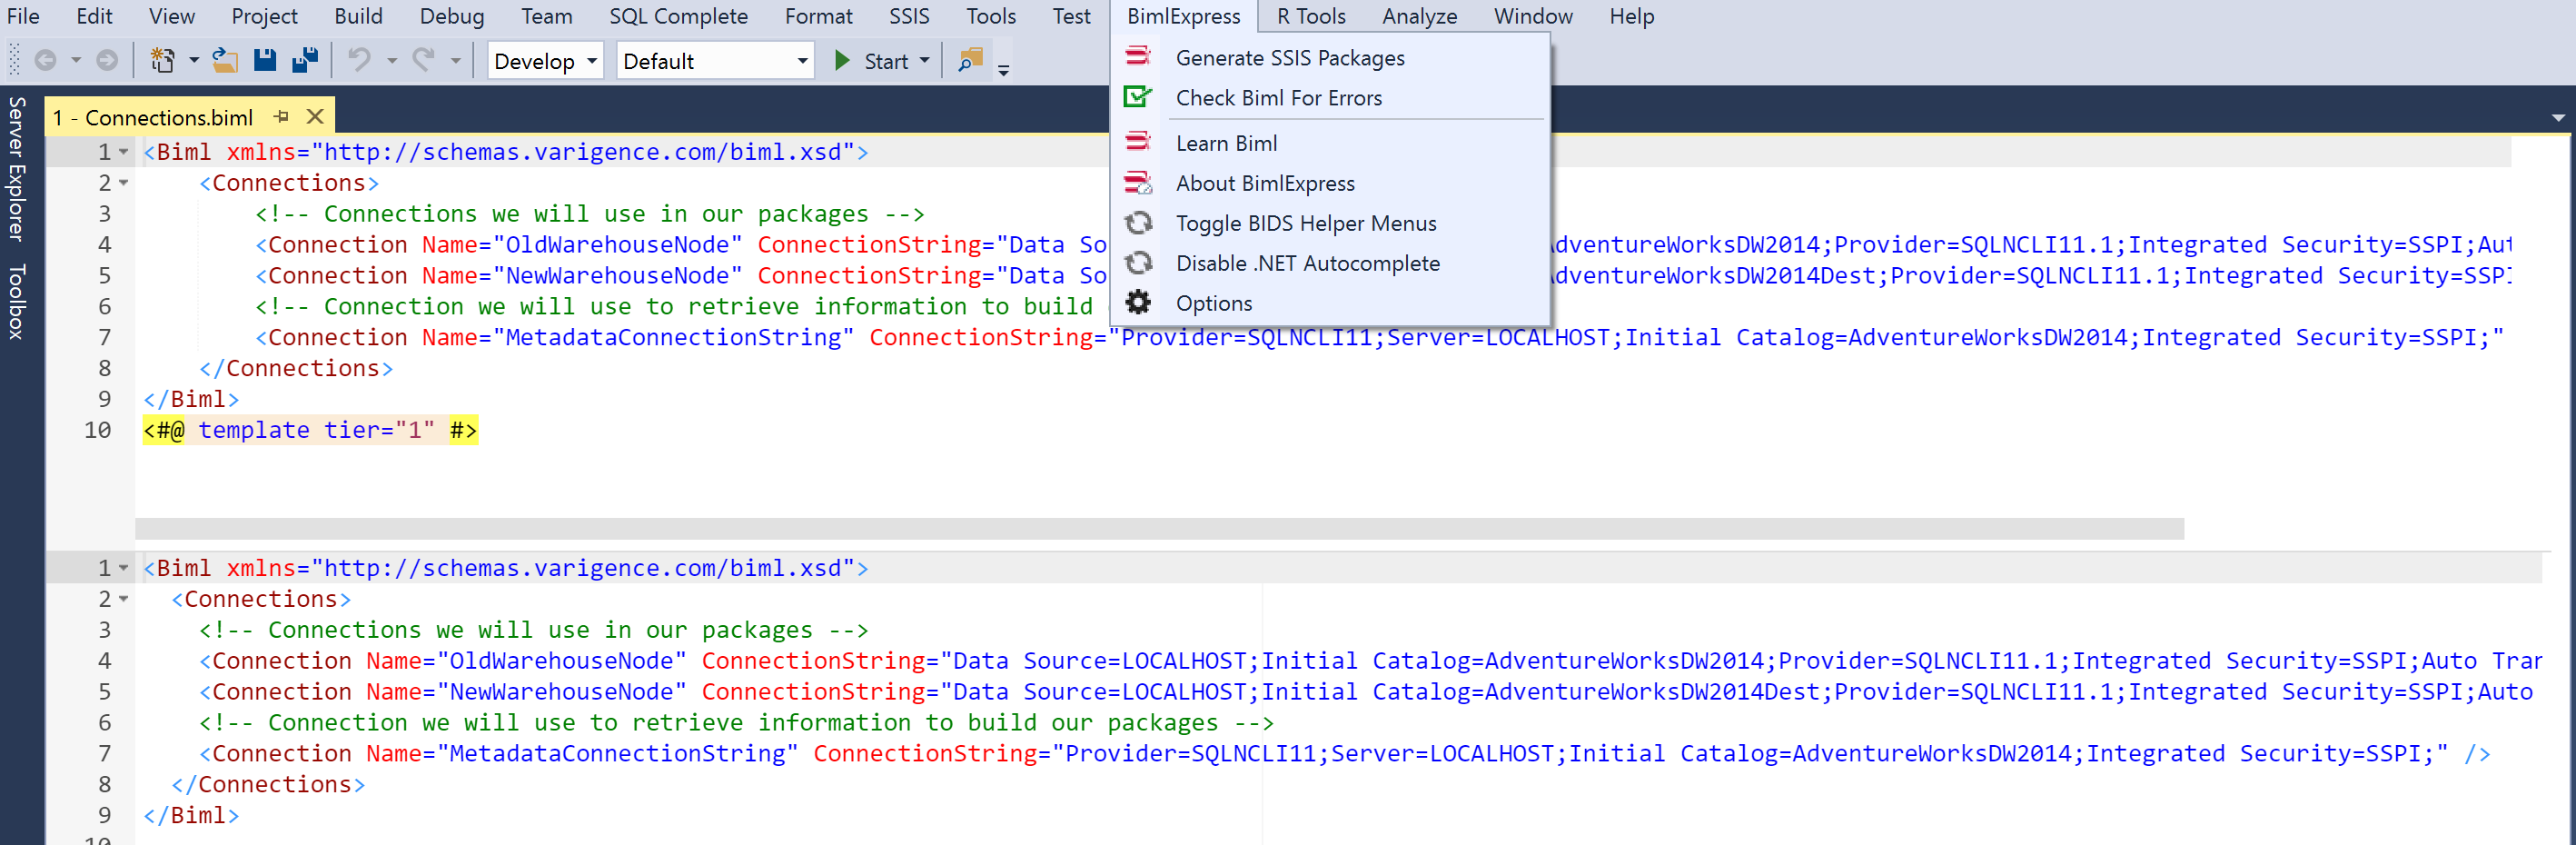 File Edit View Project Build Debug Team SQL Complete Format SSIS Tools Test BimlExpress R Tools Analyze Window Help
Develop Default Start
Generate SSIS Packages
Check Biml For Errors
Learn Biml
About BimlExpress
Toggle BIDS Helper Menus
Disable .NET Autocomplete
Options
Server Explorer
Toolbox
1 - Connections.biml
1 <Biml xmlns="http://schemas.varigence.com/biml.xsd">
2 <Connections>
3 <!-- Connections we will use in our packages -->
4 <Connection Name="OldWarehouseNode" ConnectionString="Data So dventureWorksDW2014;Provider=SQLNCLI11.1;Integrated Security=SSPI;Aut
5 <Connection Name="NewWarehouseNode" ConnectionString="Data So dventureWorksDW2014Dest;Provider=SQLNCLI11.1;Integrated Security=SSPI
6 <!-- Connection we will use to retrieve information to build
7 <Connection Name="MetadataConnectionString" ConnectionString="Provider=SQLNCLI11;Server=LOCALHOST;Initial Catalog=AdventureWorksDW2014;Integrated Security=SSPI;"
8 </Connections>
9 </Biml>
10 <#@ template tier="1" #>
1 <Biml xmlns="http://schemas.varigence.com/biml.xsd">
2 <Connections>
3 <!-- Connections we will use in our packages -->
4 <Connection Name="OldWarehouseNode" ConnectionString="Data Source=LOCALHOST;Initial Catalog=AdventureWorksDW2014;Provider=SQLNCLI11.1;Integrated Security=SSPI;Auto Tran
5 <Connection Name="NewWarehouseNode" ConnectionString="Data Source=LOCALHOST;Initial Catalog=AdventureWorksDW2014Dest;Provider=SQLNCLI11.1;Integrated Security=SSPI;Auto
6 <!-- Connection we will use to retrieve information to build our packages -->
7 <Connection Name="MetadataConnectionString" ConnectionString="Provider=SQLNCLI11;Server=LOCALHOST;Initial Catalog=AdventureWorksDW2014;Integrated Security=SSPI;" />
8 </Connections>
9 </Biml>
10